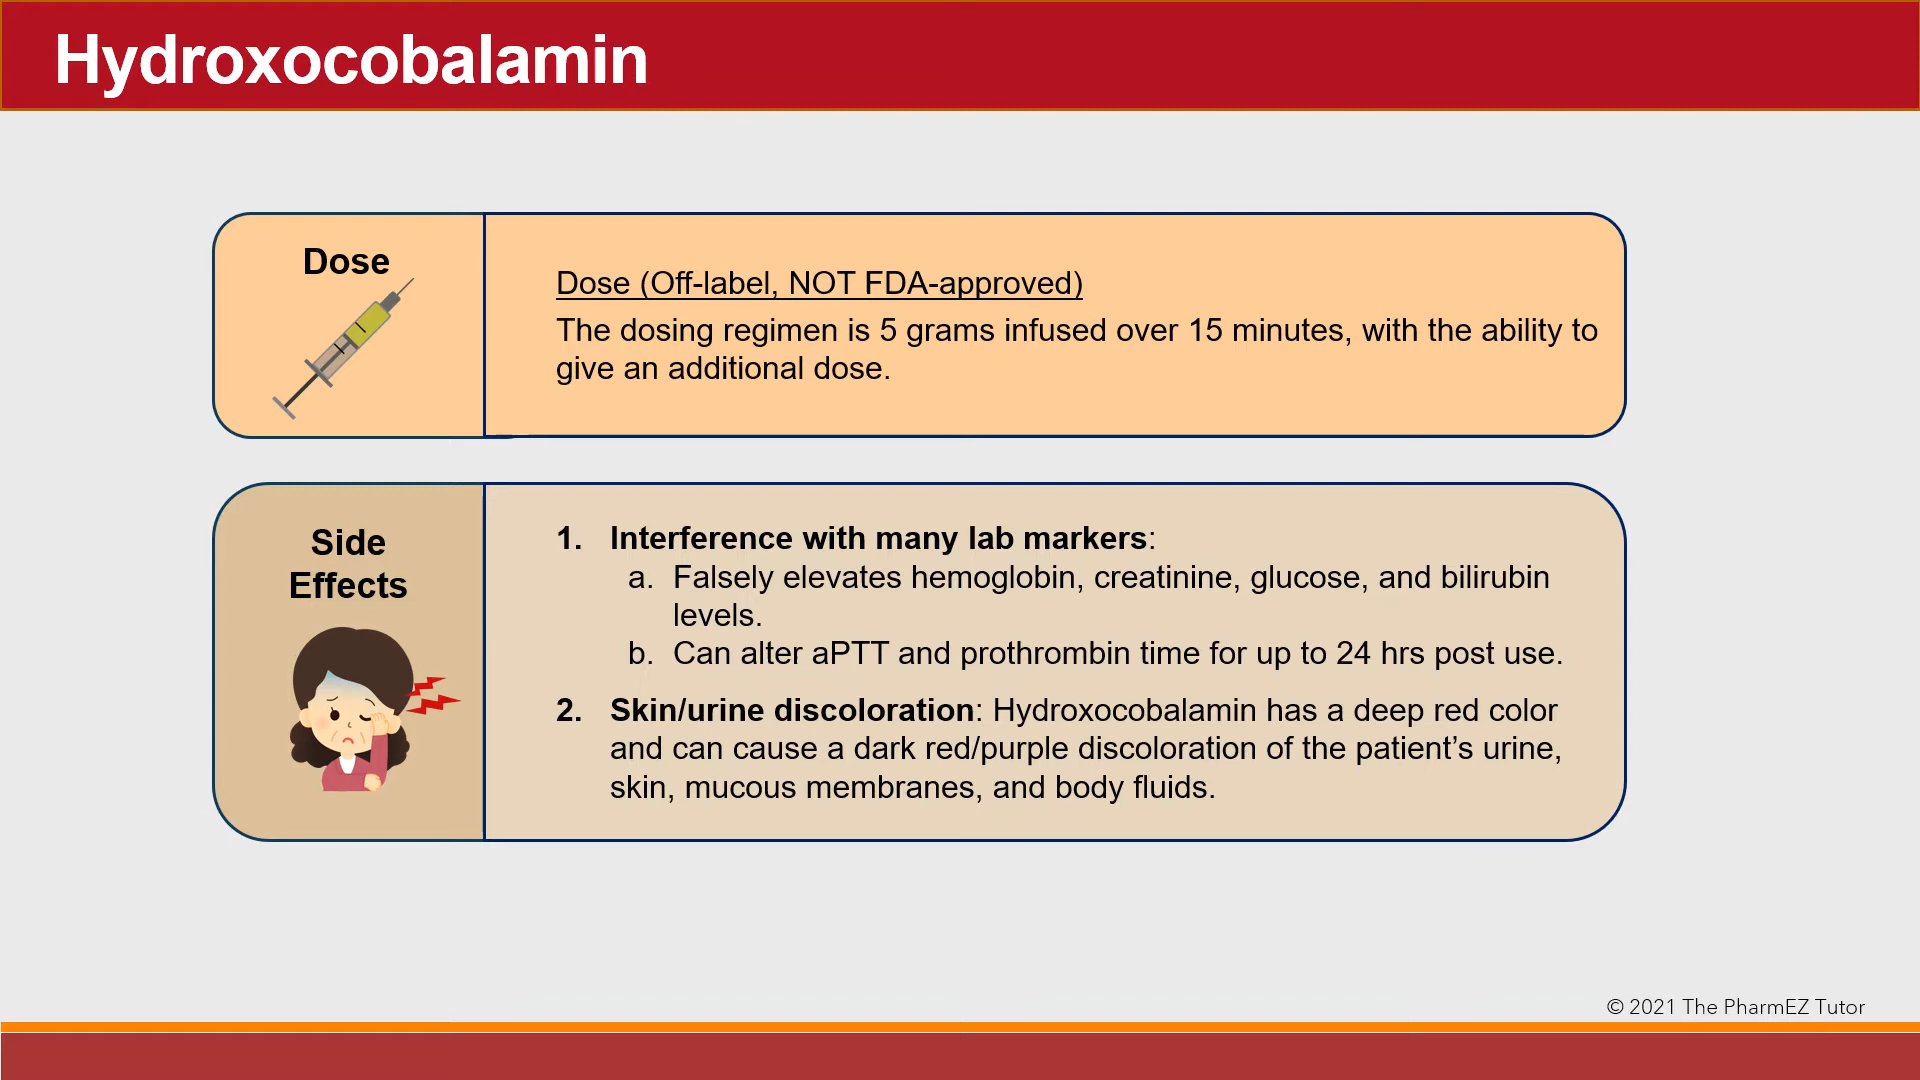 Hydroxocobalamin
Dose
Dose (Off-label, NOT FDA-approved)
The dosing regimen is 5 grams infused over 15 minutes, with the ability to
give an additional dose.
Side
Effects
1. Interference with many lab markers:
a. Falsely elevates hemoglobin, creatinine, glucose, and bilirubin
levels.
b. Can alter aPTT and prothrombin time for up to 24 hrs post use.
2. Skin/urine discoloration: Hydroxocobalamin has a deep red color
and can cause a dark red/purple discoloration of the patient’s urine,
skin, mucous membranes, and body fluids.
© 2021 The PharmEZ Tutor